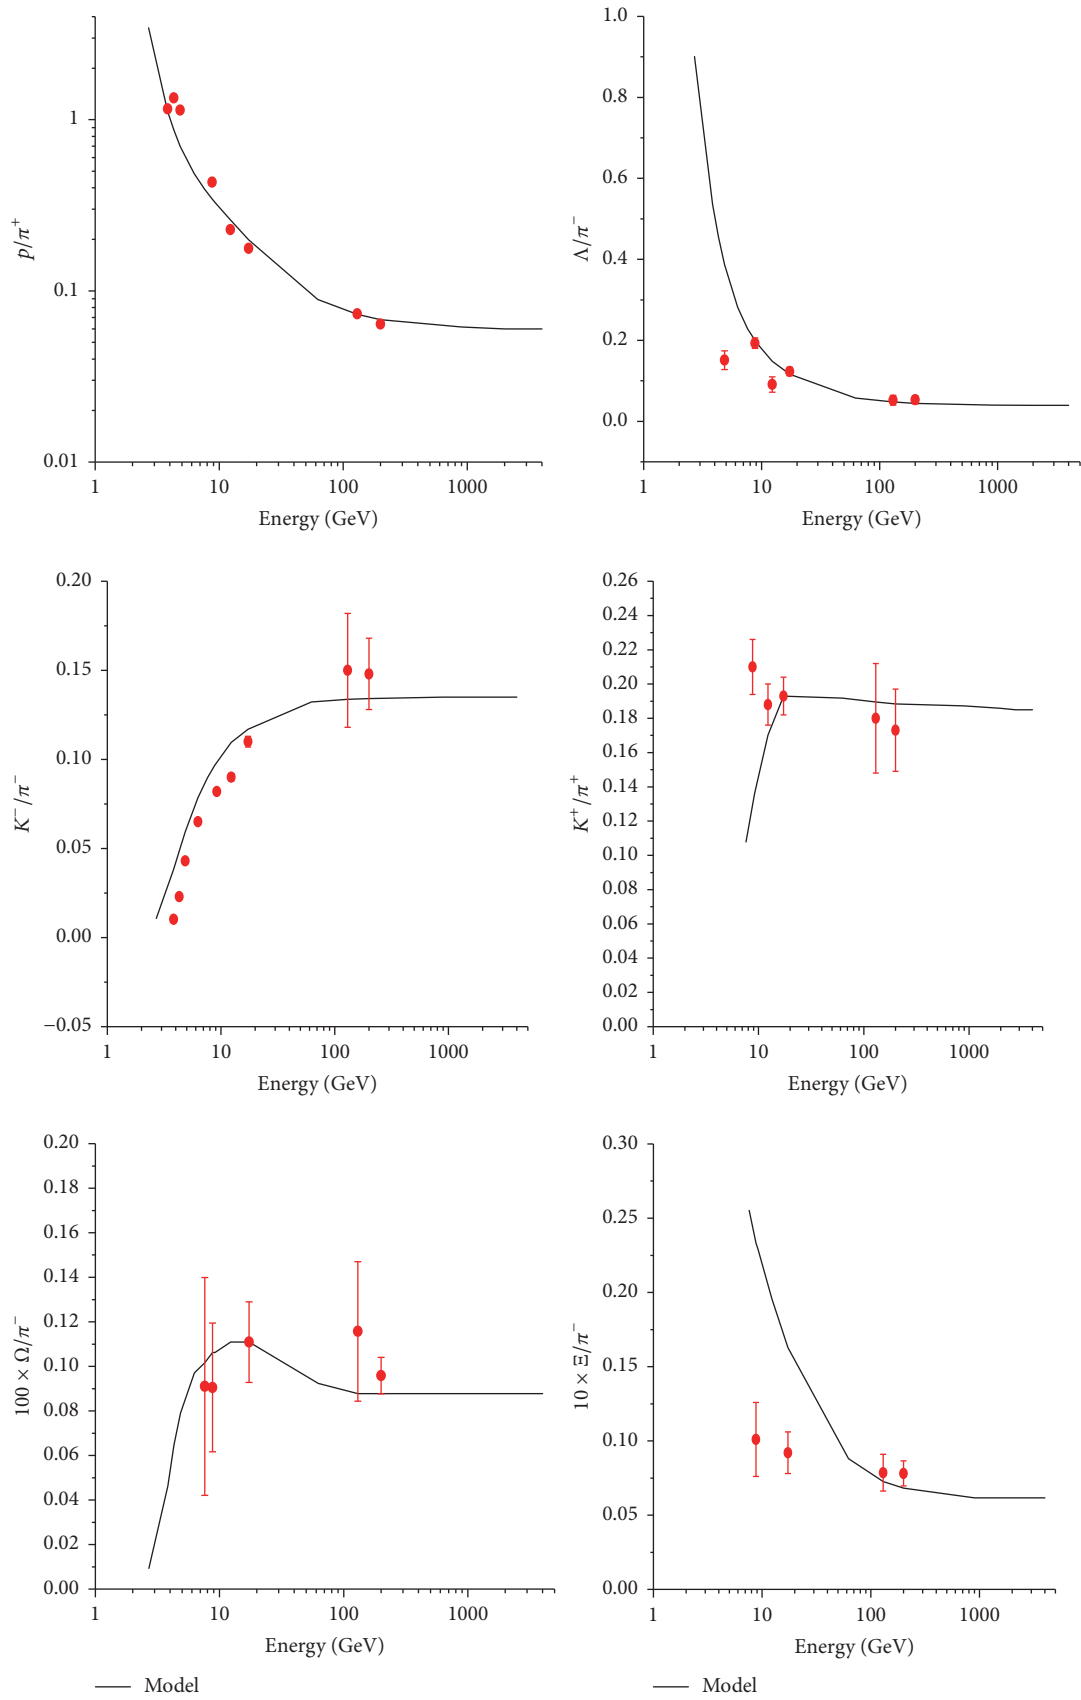 p/π⁺
1
0.1
0.01
1 10 100 1000
Energy (GeV)
Λ/π⁻
1.0
0.8
0.6
0.4
0.2
0.0
1 10 100 1000
Energy (GeV)
K⁻/π⁻
0.20
0.15
0.10
0.05
0.00
−0.05
1 10 100 1000
Energy (GeV)
K⁺/π⁺
0.26
0.24
0.22
0.20
0.18
0.16
0.14
0.12
0.10
0.08
0.06
0.04
0.02
0.00
1 10 100 1000
Energy (GeV)
100 × Ω/π⁻
0.20
0.18
0.16
0.14
0.12
0.10
0.08
0.06
0.04
0.02
0.00
1 10 100 1000
Energy (GeV)
Model
10 × Ξ/π⁻
0.30
0.25
0.20
0.15
0.10
0.05
0.00
1 10 100 1000
Energy (GeV)
Model